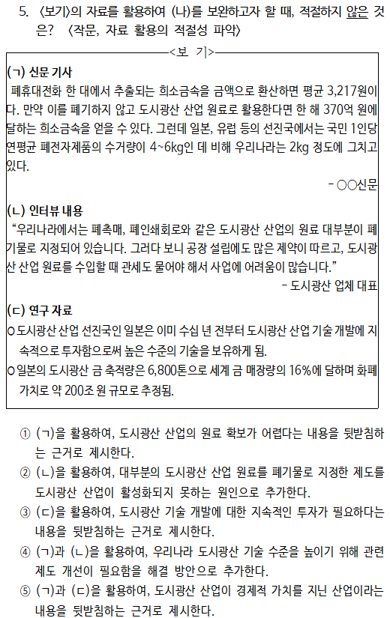 5. <보기>의 자료를 활용하여 (나)를 보완하고자 할 때, 적절하지 않은 것
은? <작문, 자료 활용의 적절성 파악>
<보 기>
(ㄱ) 신문 기사
폐휴대전화 한 대에서 추출되는 희소금속을 금액으로 환산하면 평균 3,217원이
다. 만약 이를 폐기하지 않고 도시광산 산업 원료로 활용한다면 한 해 370억 원에
달하는 희소금속을 얻을 수 있다. 그런데 일본, 유럽 등의 선진국에서는 국민 1인당
연평균 폐전자제품의 수거량이 4~6kg인 데 비해 우리나라는 2kg 정도에 그치고
있다.
- ○○신문
(ㄴ) 인터뷰 내용
“우리나라에서는 폐촉매, 폐인쇄회로와 같은 도시광산 산업의 원료 대부분이 폐
기물로 지정되어 있습니다. 그러다 보니 공장 설립에도 많은 제약이 따르고, 도시광
산 산업 원료를 수입할 때 관세도 물어야 해서 사업에 어려움이 많습니다.”
- 도시광산 업체 대표
(ㄷ) 연구 자료
○ 도시광산 산업 선진국인 일본은 이미 수십 년 전부터 도시광산 산업 기술 개발에 지
속적으로 투자함으로써 높은 수준의 기술을 보유하게 됨.
○ 일본의 도시광산 금 축적량은 6,800톤으로 세계 금 매장량의 16%에 달하며 화폐
가치로 약 200조 원 규모로 추정됨.
① (ㄱ)을 활용하여, 도시광산 산업의 원료 확보가 어렵다는 내용을 뒷받침하
는 근거로 제시한다.
② (ㄴ)을 활용하여, 대부분의 도시광산 산업 원료를 폐기물로 지정한 제도를
도시광산 산업이 활성화되지 못하는 원인으로 추가한다.
③ (ㄷ)을 활용하여, 도시광산 기술 개발에 대한 지속적인 투자가 필요하다는
내용을 뒷받침하는 근거로 제시한다.
④ (ㄱ)과 (ㄴ)을 활용하여, 우리나라 도시광산 기술 수준을 높이기 위해 관련
제도 개선이 필요함을 해결 방안으로 추가한다.
⑤ (ㄱ)과 (ㄷ)을 활용하여, 도시광산 산업이 경제적 가치를 지닌 산업이라는
내용을 뒷받침하는 근거로 제시한다.